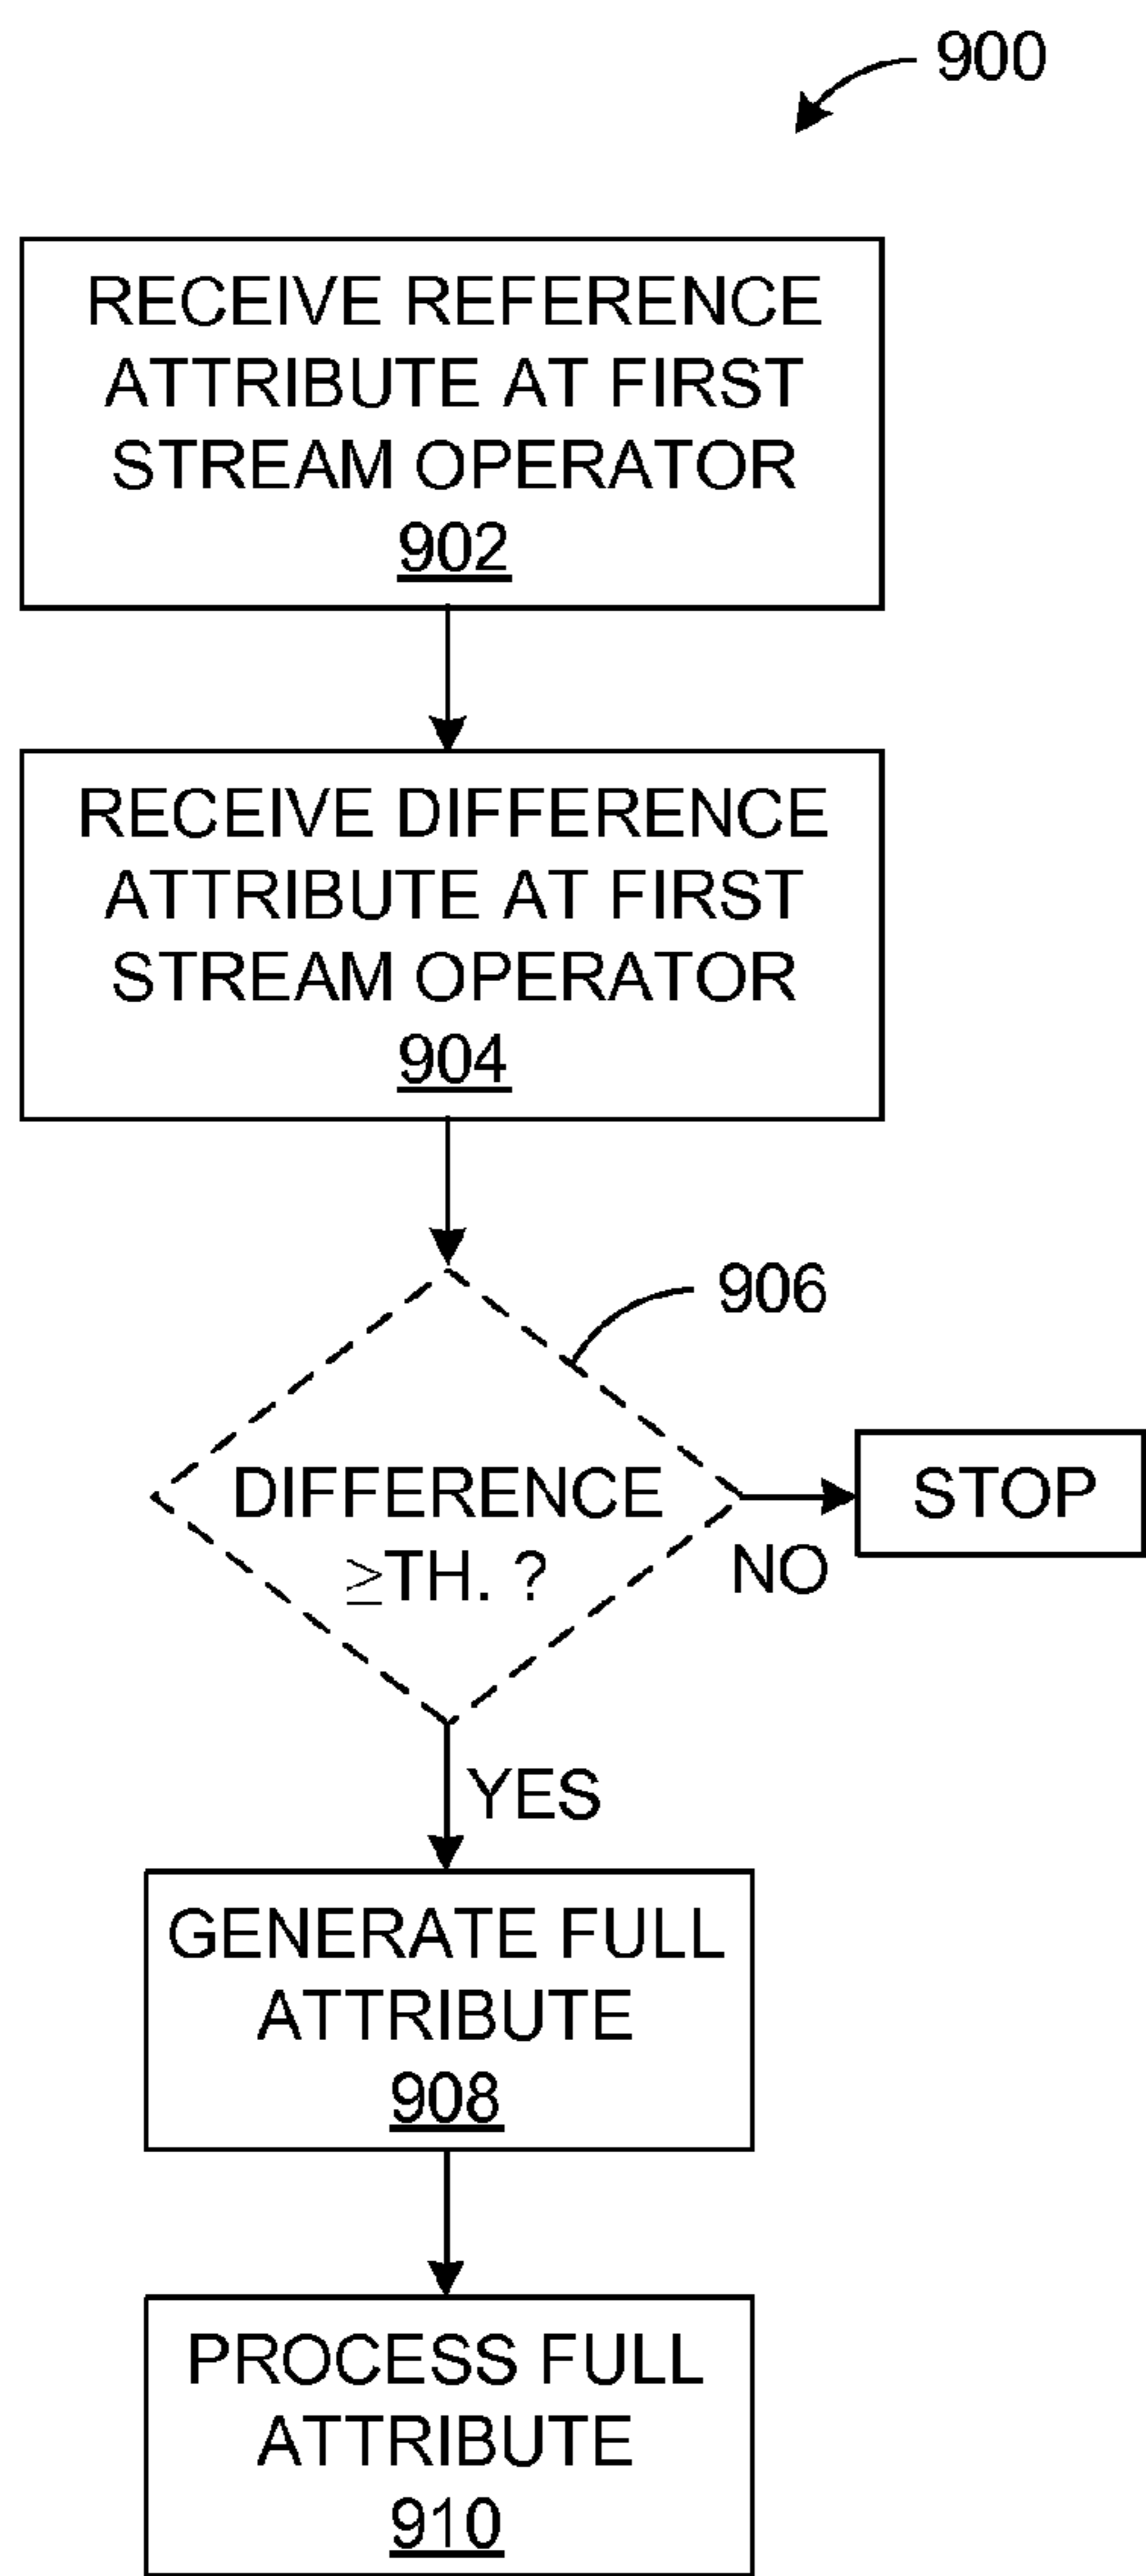 900
RECEIVE REFERENCE
ATTRIBUTE AT FIRST
STREAM OPERATOR
902
RECEIVE DIFFERENCE
ATTRIBUTE AT FIRST
STREAM OPERATOR
904
906
DIFFERENCE
≥TH. ?
NO
STOP
YES
GENERATE FULL
ATTRIBUTE
908
PROCESS FULL
ATTRIBUTE
910